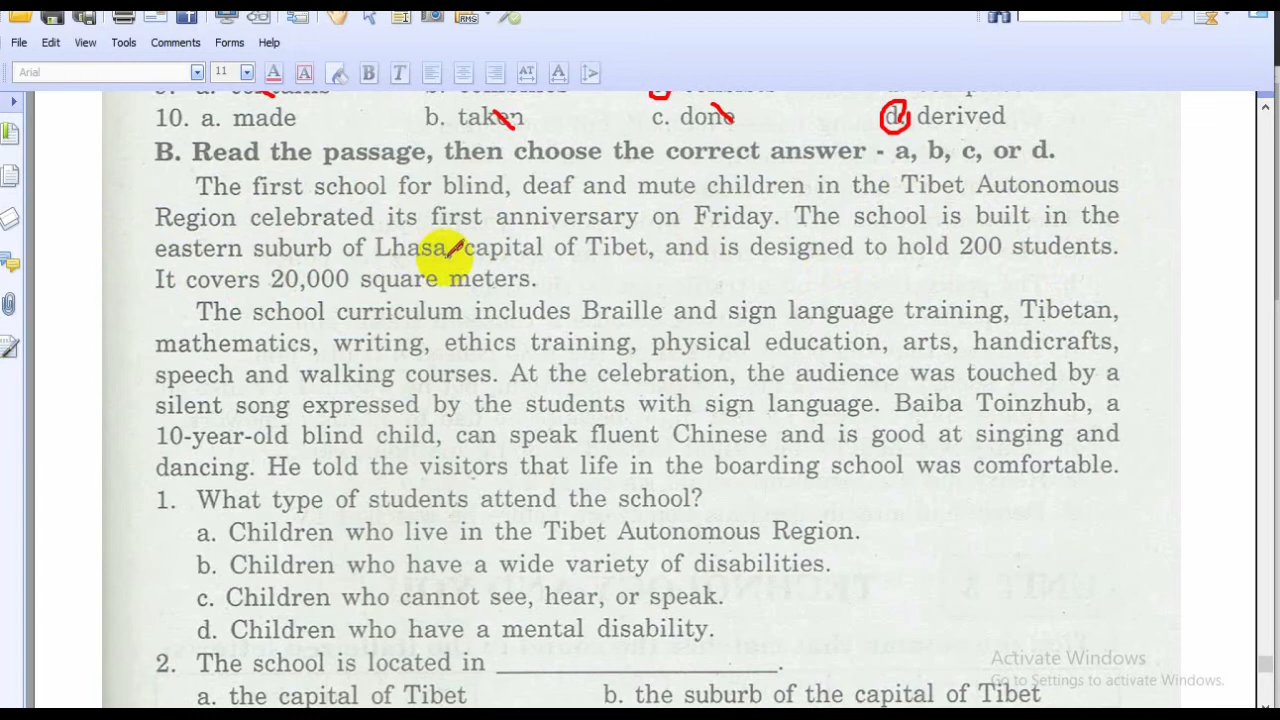 File Edit View Tools Comments Forms Help
Arial 11
10. a. made b. taken c. done d. derived
B. Read the passage, then choose the correct answer - a, b, c, or d.
The first school for blind, deaf and mute children in the Tibet Autonomous
Region celebrated its first anniversary on Friday. The school is built in the
eastern suburb of Lhasa, capital of Tibet, and is designed to hold 200 students.
It covers 20,000 square meters.
The school curriculum includes Braille and sign language training, Tibetan,
mathematics, writing, ethics training, physical education, arts, handicrafts,
speech and walking courses. At the celebration, the audience was touched by a
silent song expressed by the students with sign language. Baiba Toinzhub, a
10-year-old blind child, can speak fluent Chinese and is good at singing and
dancing. He told the visitors that life in the boarding school was comfortable.
1. What type of students attend the school?
a. Children who live in the Tibet Autonomous Region.
b. Children who have a wide variety of disabilities.
c. Children who cannot see, hear, or speak.
d. Children who have a mental disability.
2. The school is located in ____________________.
a. the capital of Tibet b. the suburb of the capital of Tibet
Activate Windows
Go to Settings to activate Windows.